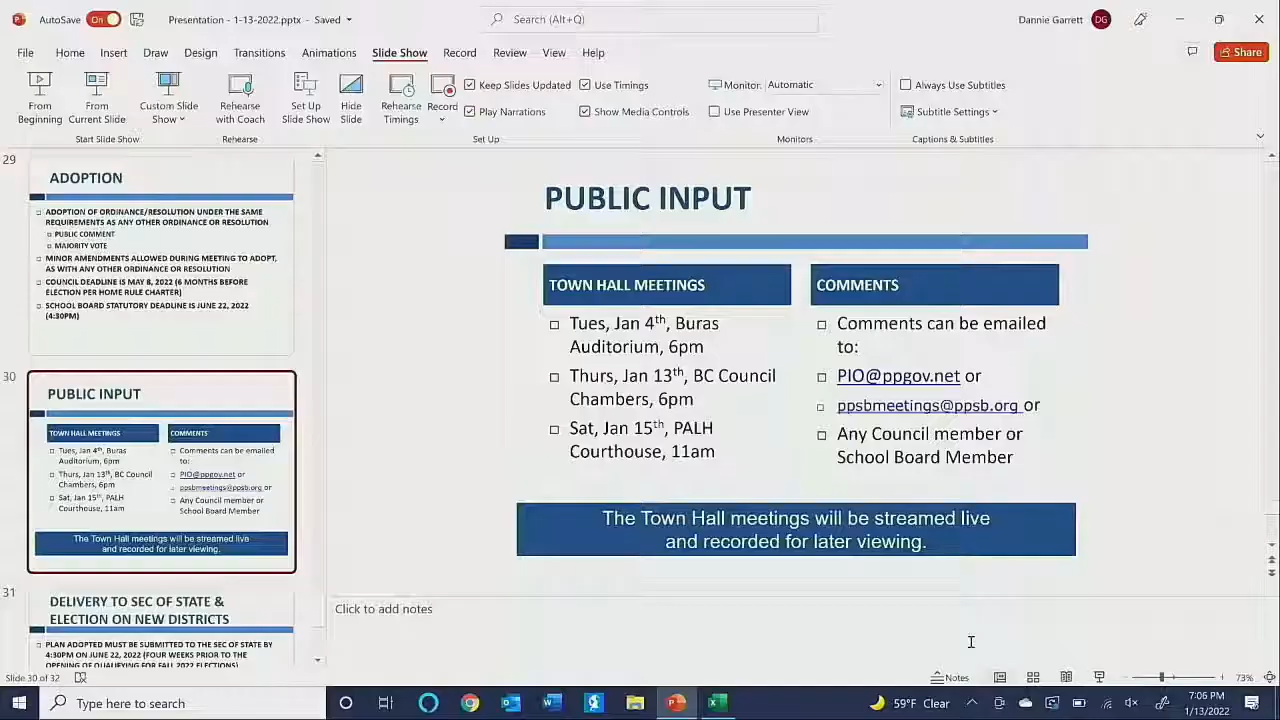 AutoSave On Presentation - 1-13-2022.pptx - Saved Search (Alt+Q) Dannie Garrett DG
File Home Insert Draw Design Transitions Animations Slide Show Record Review View Help Share
From Beginning
From Current Slide
Custom Slide Show
Rehearse with Coach
Set Up Slide Show
Hide Slide
Rehearse Timings
Record
Keep Slides Updated
Play Narrations
Use Timings
Show Media Controls
Monitor: Automatic
Use Presenter View
Always Use Subtitles
Subtitle Settings
Start Slide Show Rehearse Set Up Monitors Captions & Subtitles
29
ADOPTION
ADOPTION OF ORDINANCE/RESOLUTION UNDER THE SAME
REQUIREMENTS AS ANY OTHER ORDINANCE OR RESOLUTION
PUBLIC COMMENT
MAJORITY VOTE
MINOR AMENDMENTS ALLOWED DURING MEETING TO ADOPT,
AS WITH ANY OTHER ORDINANCE OR RESOLUTION
COUNCIL DEADLINE IS MAY 8, 2022 (6 MONTHS BEFORE
ELECTION PER HOME RULE CHARTER)
SCHOOL BOARD STATUTORY DEADLINE IS JUNE 22, 2022
(4:30PM)
30
PUBLIC INPUT
TOWN HALL MEETINGS
Tues, Jan 4th, Buras
Auditorium, 6pm
Thurs, Jan 13th, BC Council
Chambers, 6pm
Sat, Jan 15th, PALH
Courthouse, 11am
COMMENTS
Comments can be emailed
to:
PIO@ppgov.net or
ppsbmeetings@ppsb.org or
Any Council member or
School Board Member
The Town Hall meetings will be streamed live
and recorded for later viewing.
31
DELIVERY TO SEC OF STATE &
ELECTION ON NEW DISTRICTS
PLAN ADOPTED MUST BE SUBMITTED TO THE SEC OF STATE BY
4:30PM ON JUNE 22, 2022 (FOUR WEEKS PRIOR TO THE
OPENING OF QUALIFYING FOR FALL 2022 ELECTIONS)
PUBLIC INPUT
TOWN HALL MEETINGS
Tues, Jan 4th, Buras
Auditorium, 6pm
Thurs, Jan 13th, BC Council
Chambers, 6pm
Sat, Jan 15th, PALH
Courthouse, 11am
COMMENTS
Comments can be emailed
to:
PIO@ppgov.net or
ppsbmeetings@ppsb.org or
Any Council member or
School Board Member
The Town Hall meetings will be streamed live
and recorded for later viewing.
Click to add notes
Slide 30 of 32 Notes 73%
Type here to search 59°F Clear 7:06 PM
1/13/2022